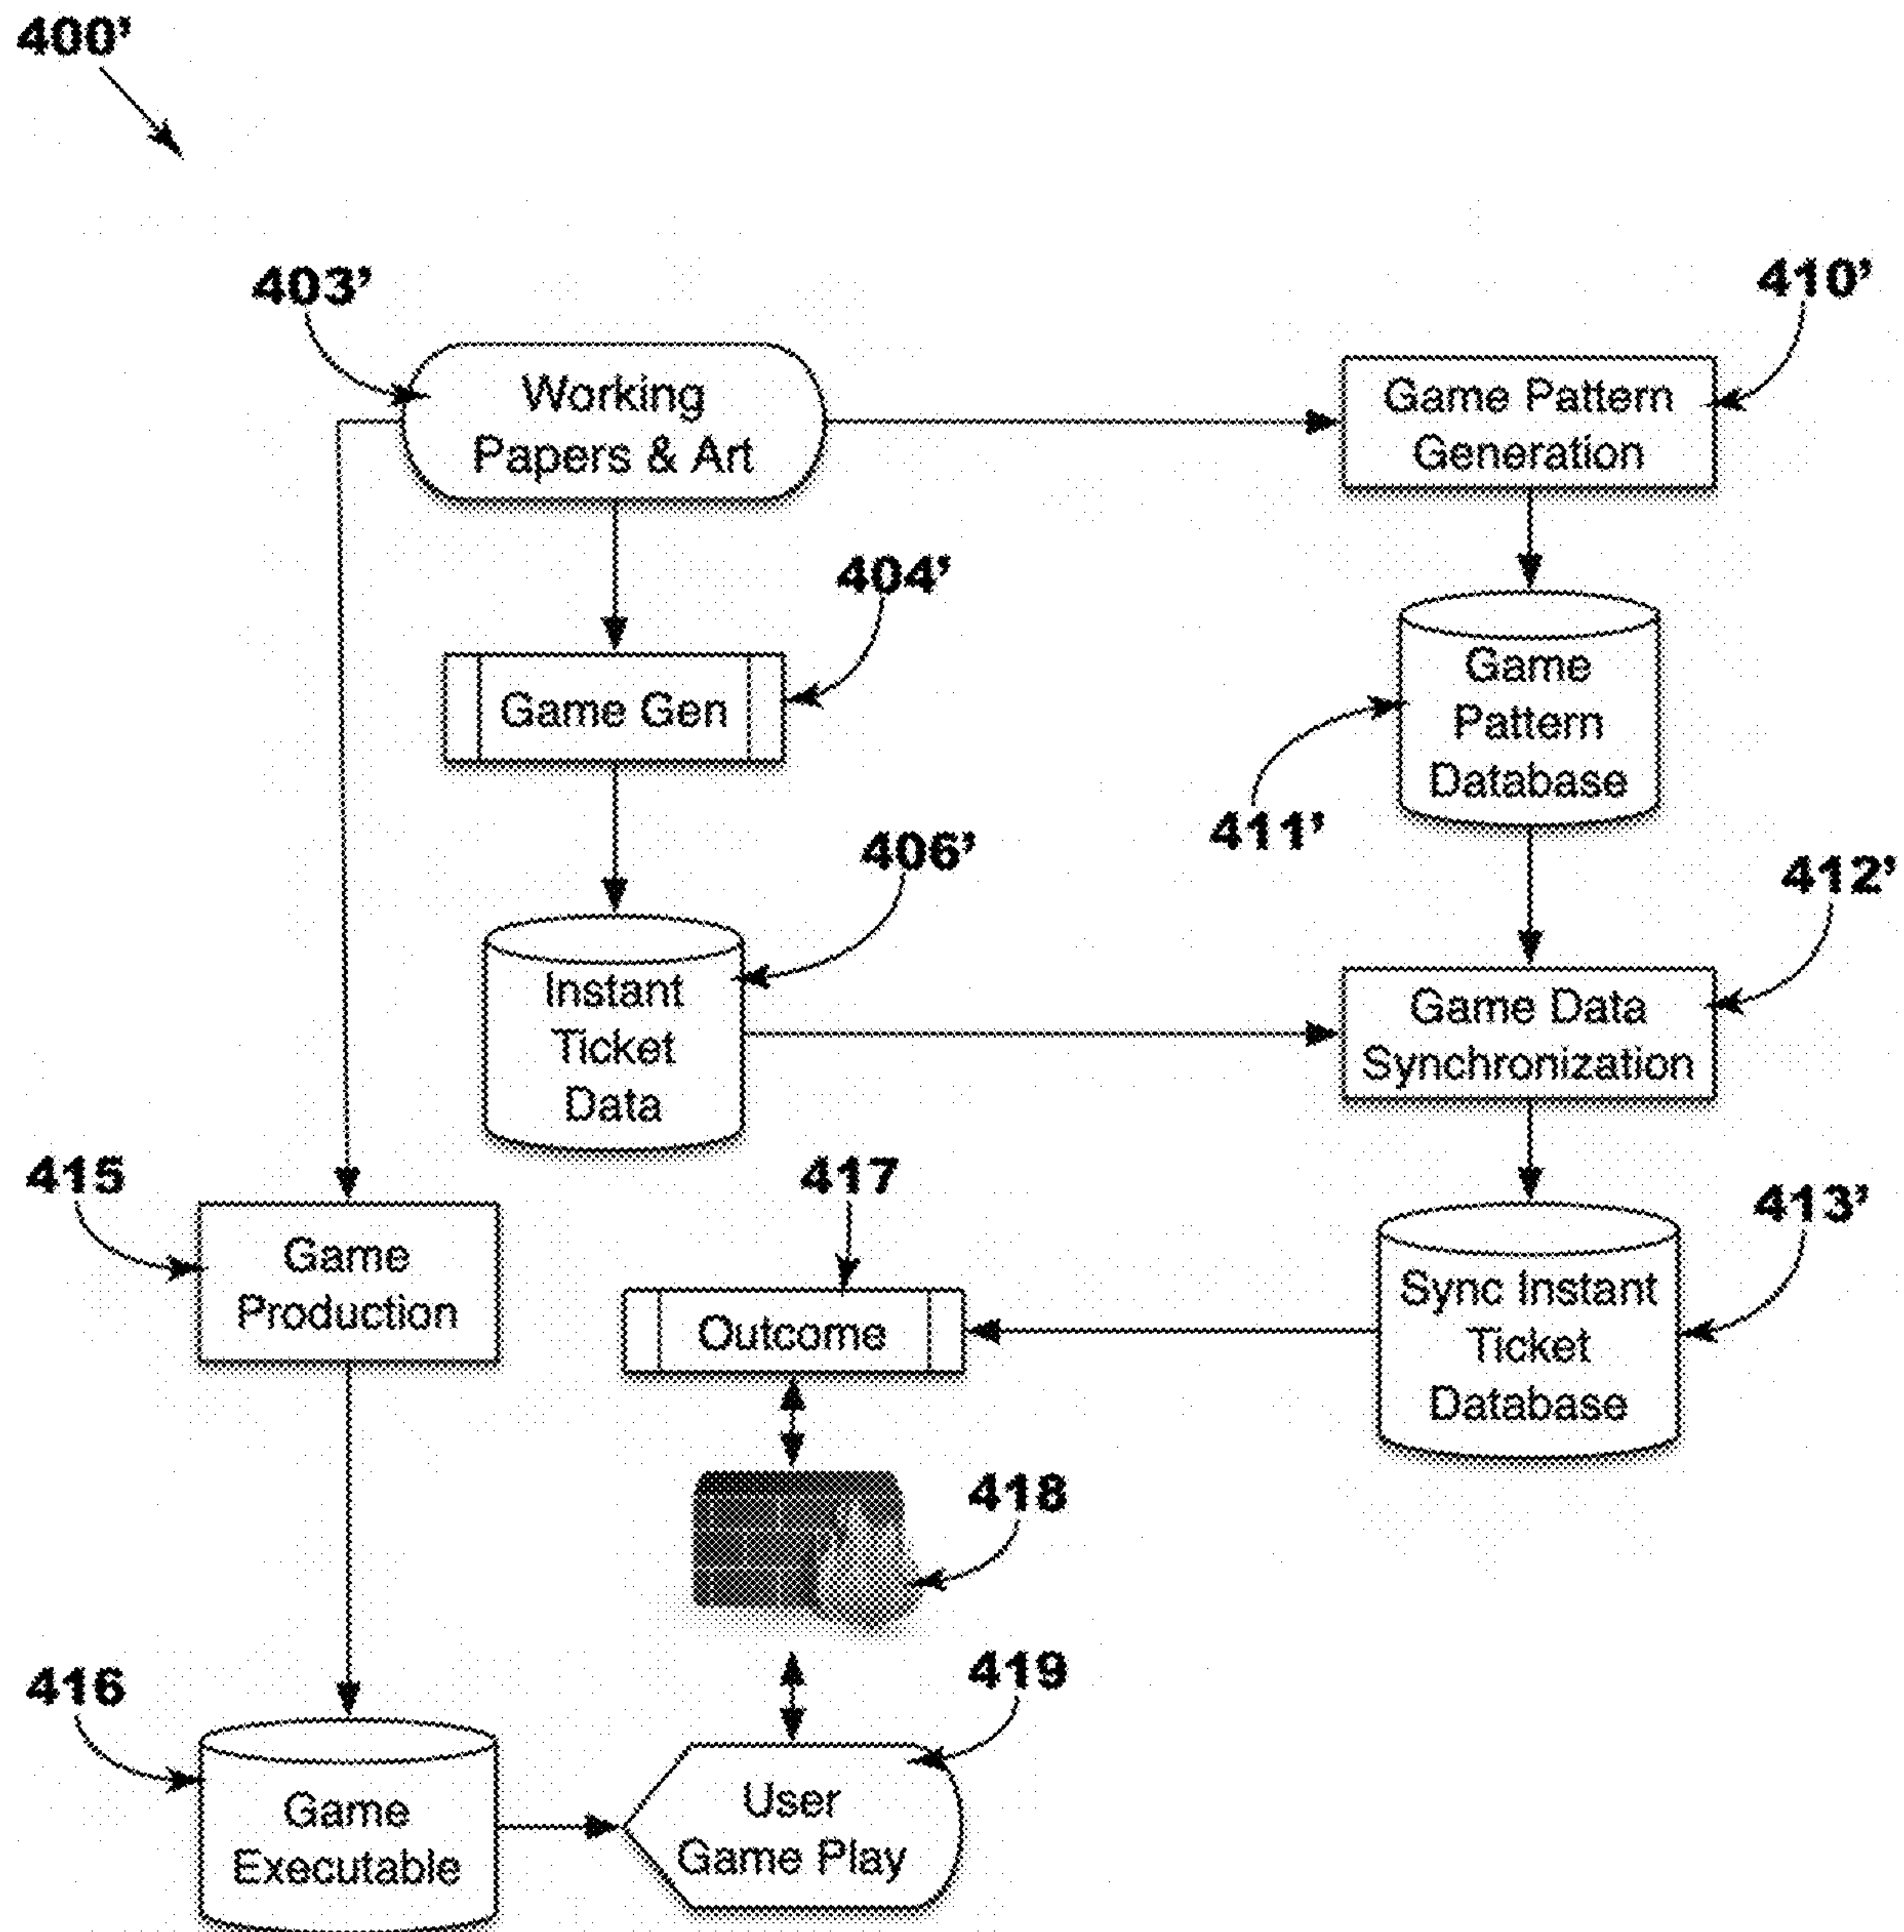 400'
403'
410'
Working
Papers & Art
Game Pattern
Generation
404'
Game Gen
Game
Pattern
Database
411'
406'
412'
Instant
Ticket
Data
Game Data
Synchronization
415
417
413'
Game
Production
Outcome
Sync Instant
Ticket
Database
418
416
419
Game
Executable
User
Game Play